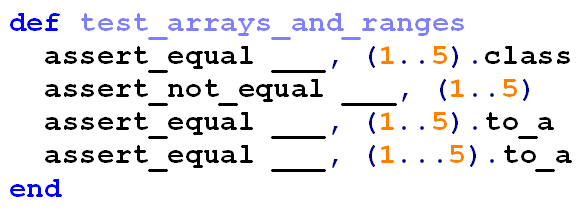 def test_arrays_and_ranges
  assert_equal ___, (1..5).class
  assert_not_equal ___, (1..5)
  assert_equal ___, (1..5).to_a
  assert_equal ___, (1...5).to_a
end